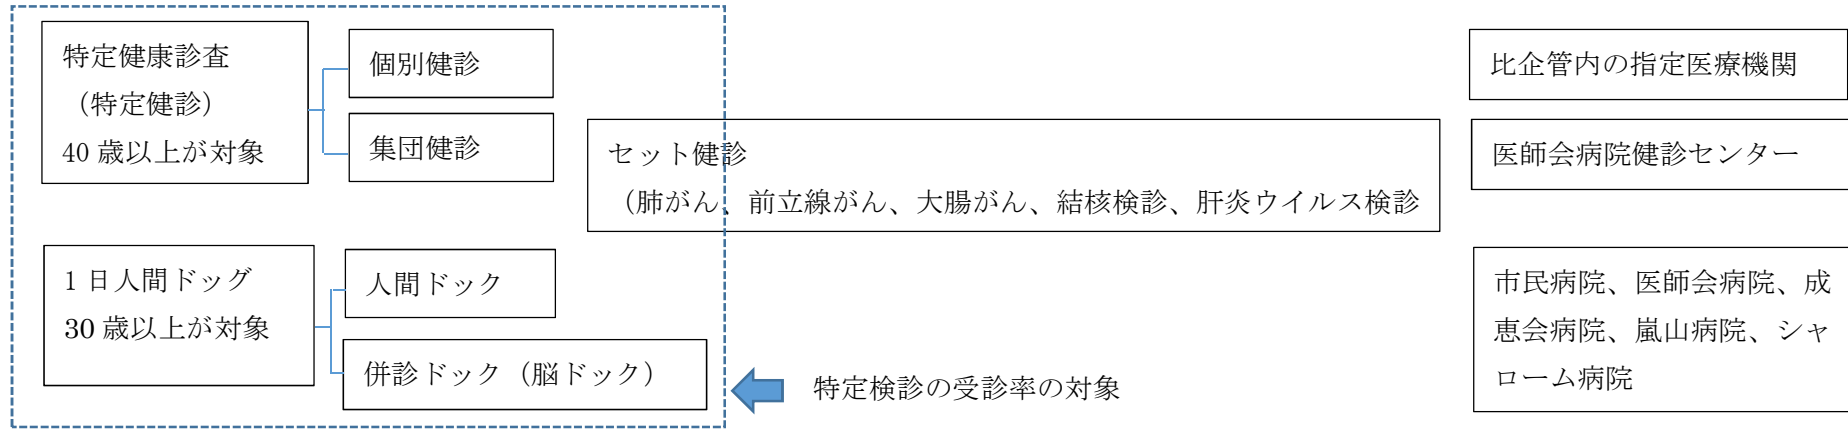 特定健康診査
（特定健診）
40 歳以上が対象
個別健診
集団健診
セット健診
（肺がん、前立線がん、大腸がん、結核検診、肝炎ウイルス検診
比企管内の指定医療機関
医師会病院健診センター
1 日人間ドッグ
30 歳以上が対象
人間ドック
併診ドック（脳ドック）
特定検診の受診率の対象
市民病院、医師会病院、成
恵会病院、嵐山病院、シャ
ローム病院